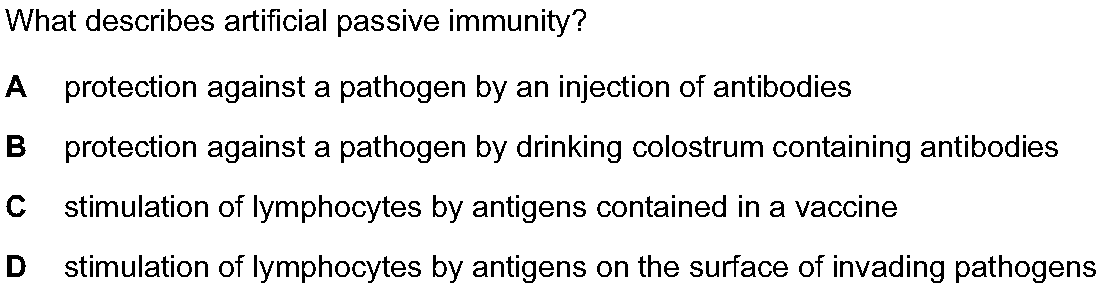 What describes artificial passive immunity?
A protection against a pathogen by an injection of antibodies
B protection against a pathogen by drinking colostrum containing antibodies
C stimulation of lymphocytes by antigens contained in a vaccine
D stimulation of lymphocytes by antigens on the surface of invading pathogens